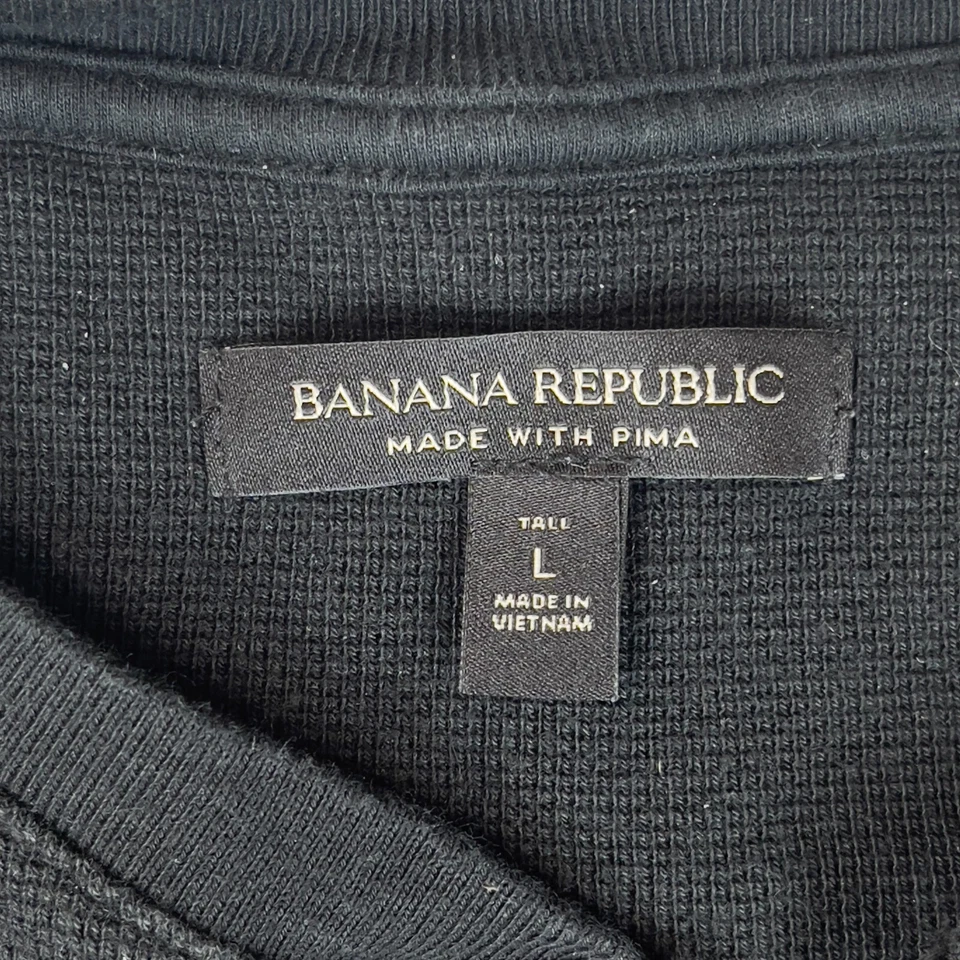 BANANA REPUBLIC
MADE WITH PIMA
TALL
L
MADE IN
VIETNAM